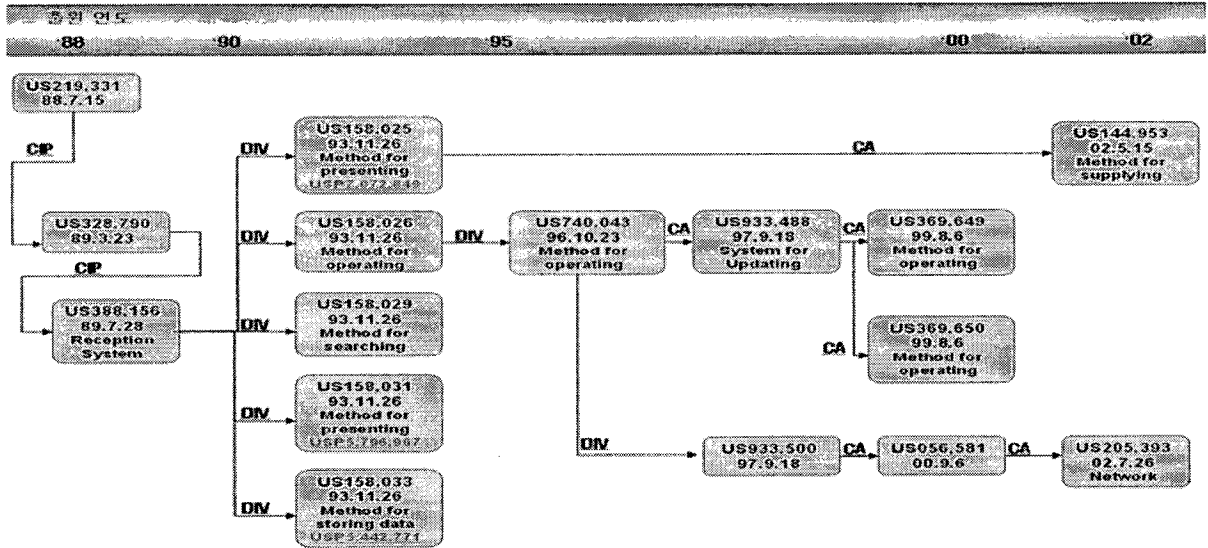 출원 연도
'88 '90 '95 '00 '02
US219,331
88.7.15
CIP
US328,790
89.3.23
CIP
US388,156
89.7.28
Reception
System
DIV
US158,025
93.11.26
Method for
presenting
USP7,072,849
CA
US144,953
02.5.15
Method for
supplying
DIV
US158,026
93.11.26
Method for
operating
DIV
US740,043
96.10.23
Method for
operating
CA
US933,488
97.9.18
System for
Updating
CA
US369,649
99.8.6
Method for
operating
CA
US369,650
99.8.6
Method for
operating
DIV
US158,029
93.11.26
Method for
searching
DIV
US158,031
93.11.26
Method for
presenting
USP5,796,967
DIV
US933,500
97.9.18
CA
US056,581
00.9.6
CA
US205,393
02.7.26
Network
DIV
US158,033
93.11.26
Method for
storing data
USP5,442,771